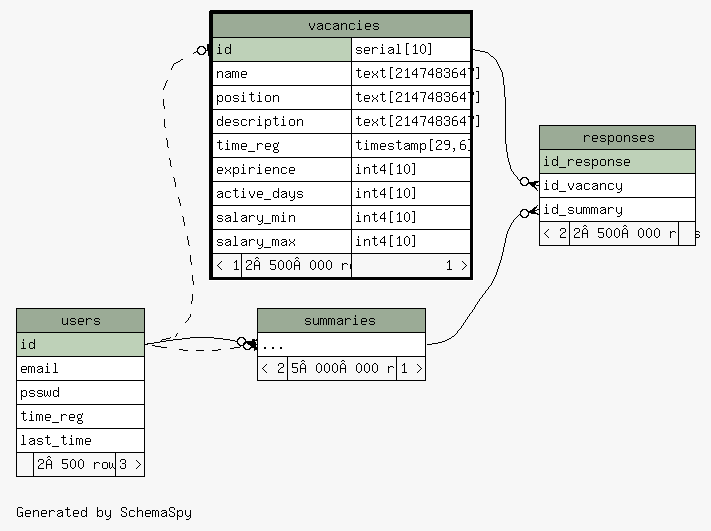 vacancies
id serial[10]
name text[2147483647]
position text[2147483647]
description text[2147483647]
time_reg timestamp[29,6]
expirience int4[10]
active_days int4[10]
salary_min int4[10]
salary_max int4[10]
< 1 2Â 500Â 000 r 1 >
responses
id_response
id_vacancy
id_summary
< 2 2Â 500Â 000 r s
users
id
email
psswd
time_reg
last_time
2Â 500 row 3 >
summaries
...
< 2 5Â 000Â 000 r 1 >
Generated by SchemaSpy